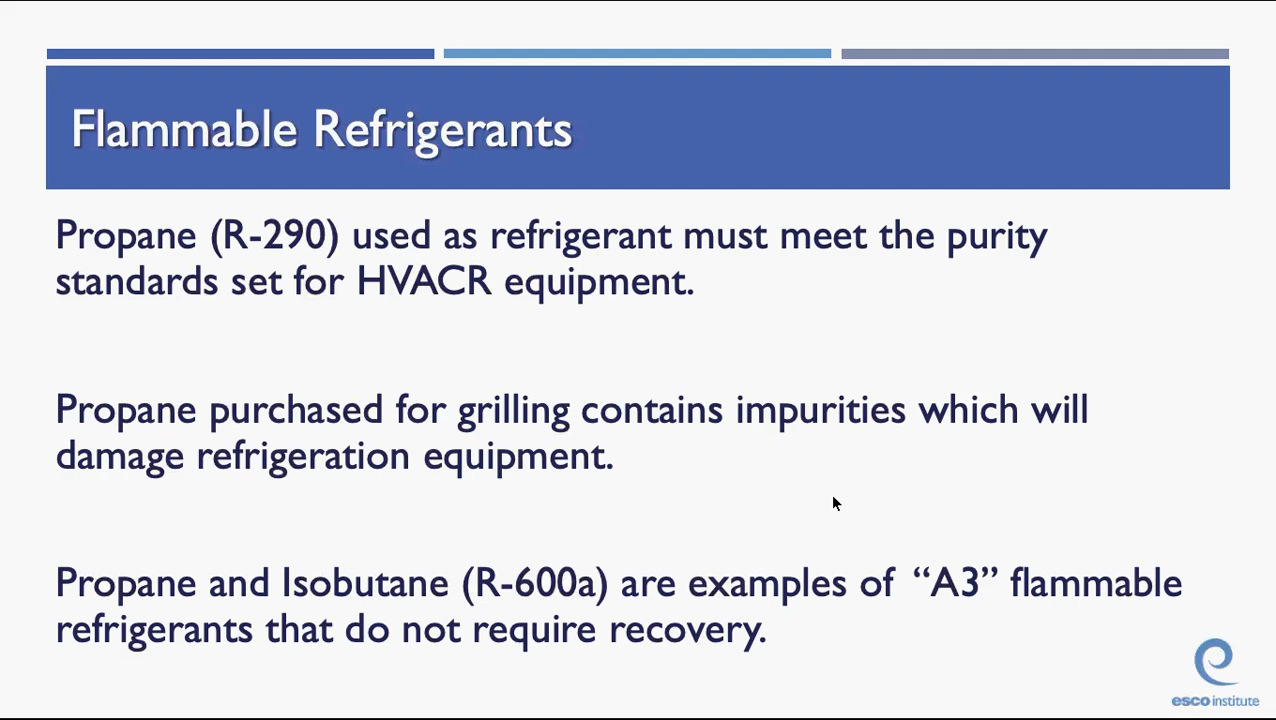 Flammable Refrigerants
Propane (R-290) used as refrigerant must meet the purity
standards set for HVACR equipment.
Propane purchased for grilling contains impurities which will
damage refrigeration equipment.
Propane and Isobutane (R-600a) are examples of “A3” flammable
refrigerants that do not require recovery.
esco institute